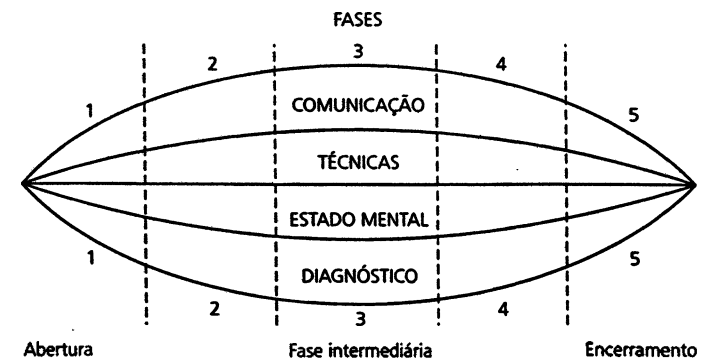 FASES
1 2 3 4 5
COMUNICAÇÃO
TÉCNICAS
ESTADO MENTAL
DIAGNÓSTICO
1 2 3 4 5
Abertura Fase intermediária Encerramento